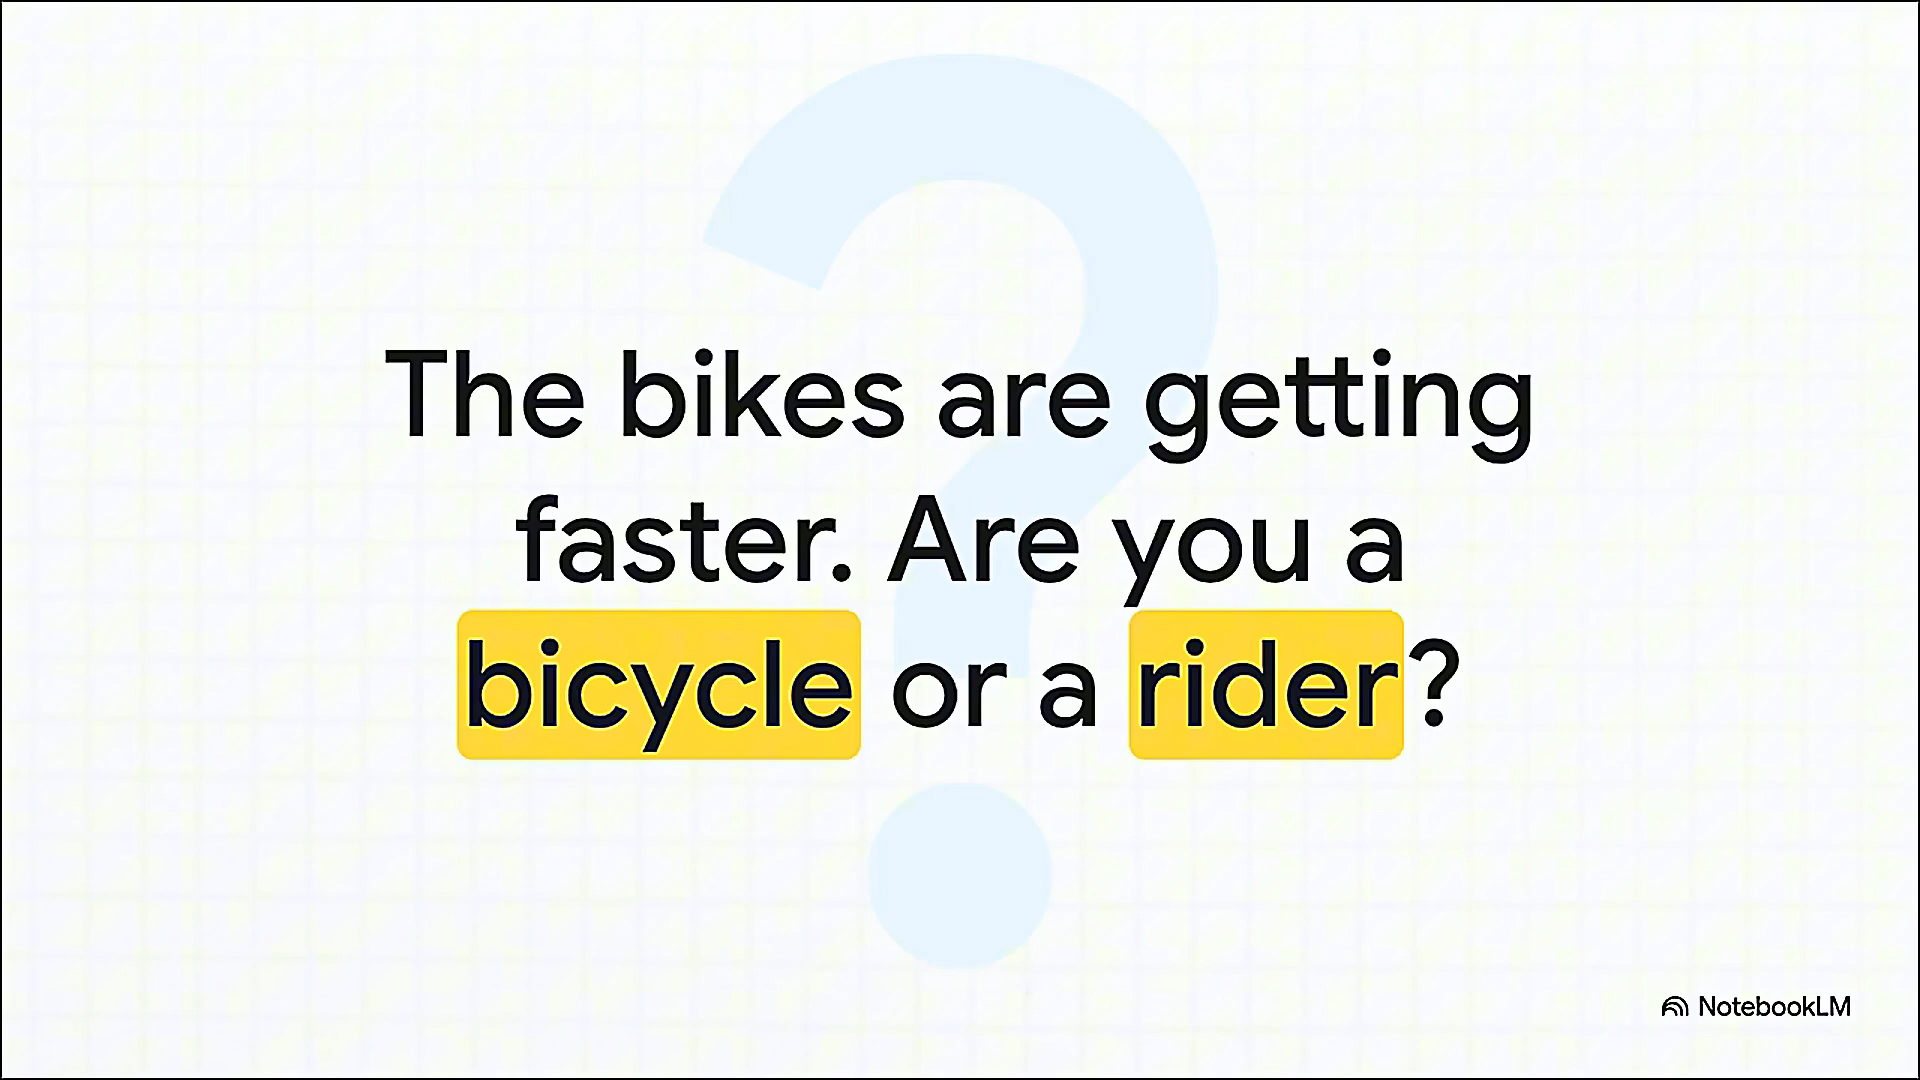 The bikes are getting
faster. Are you a
bicycle or a rider?
NotebookLM